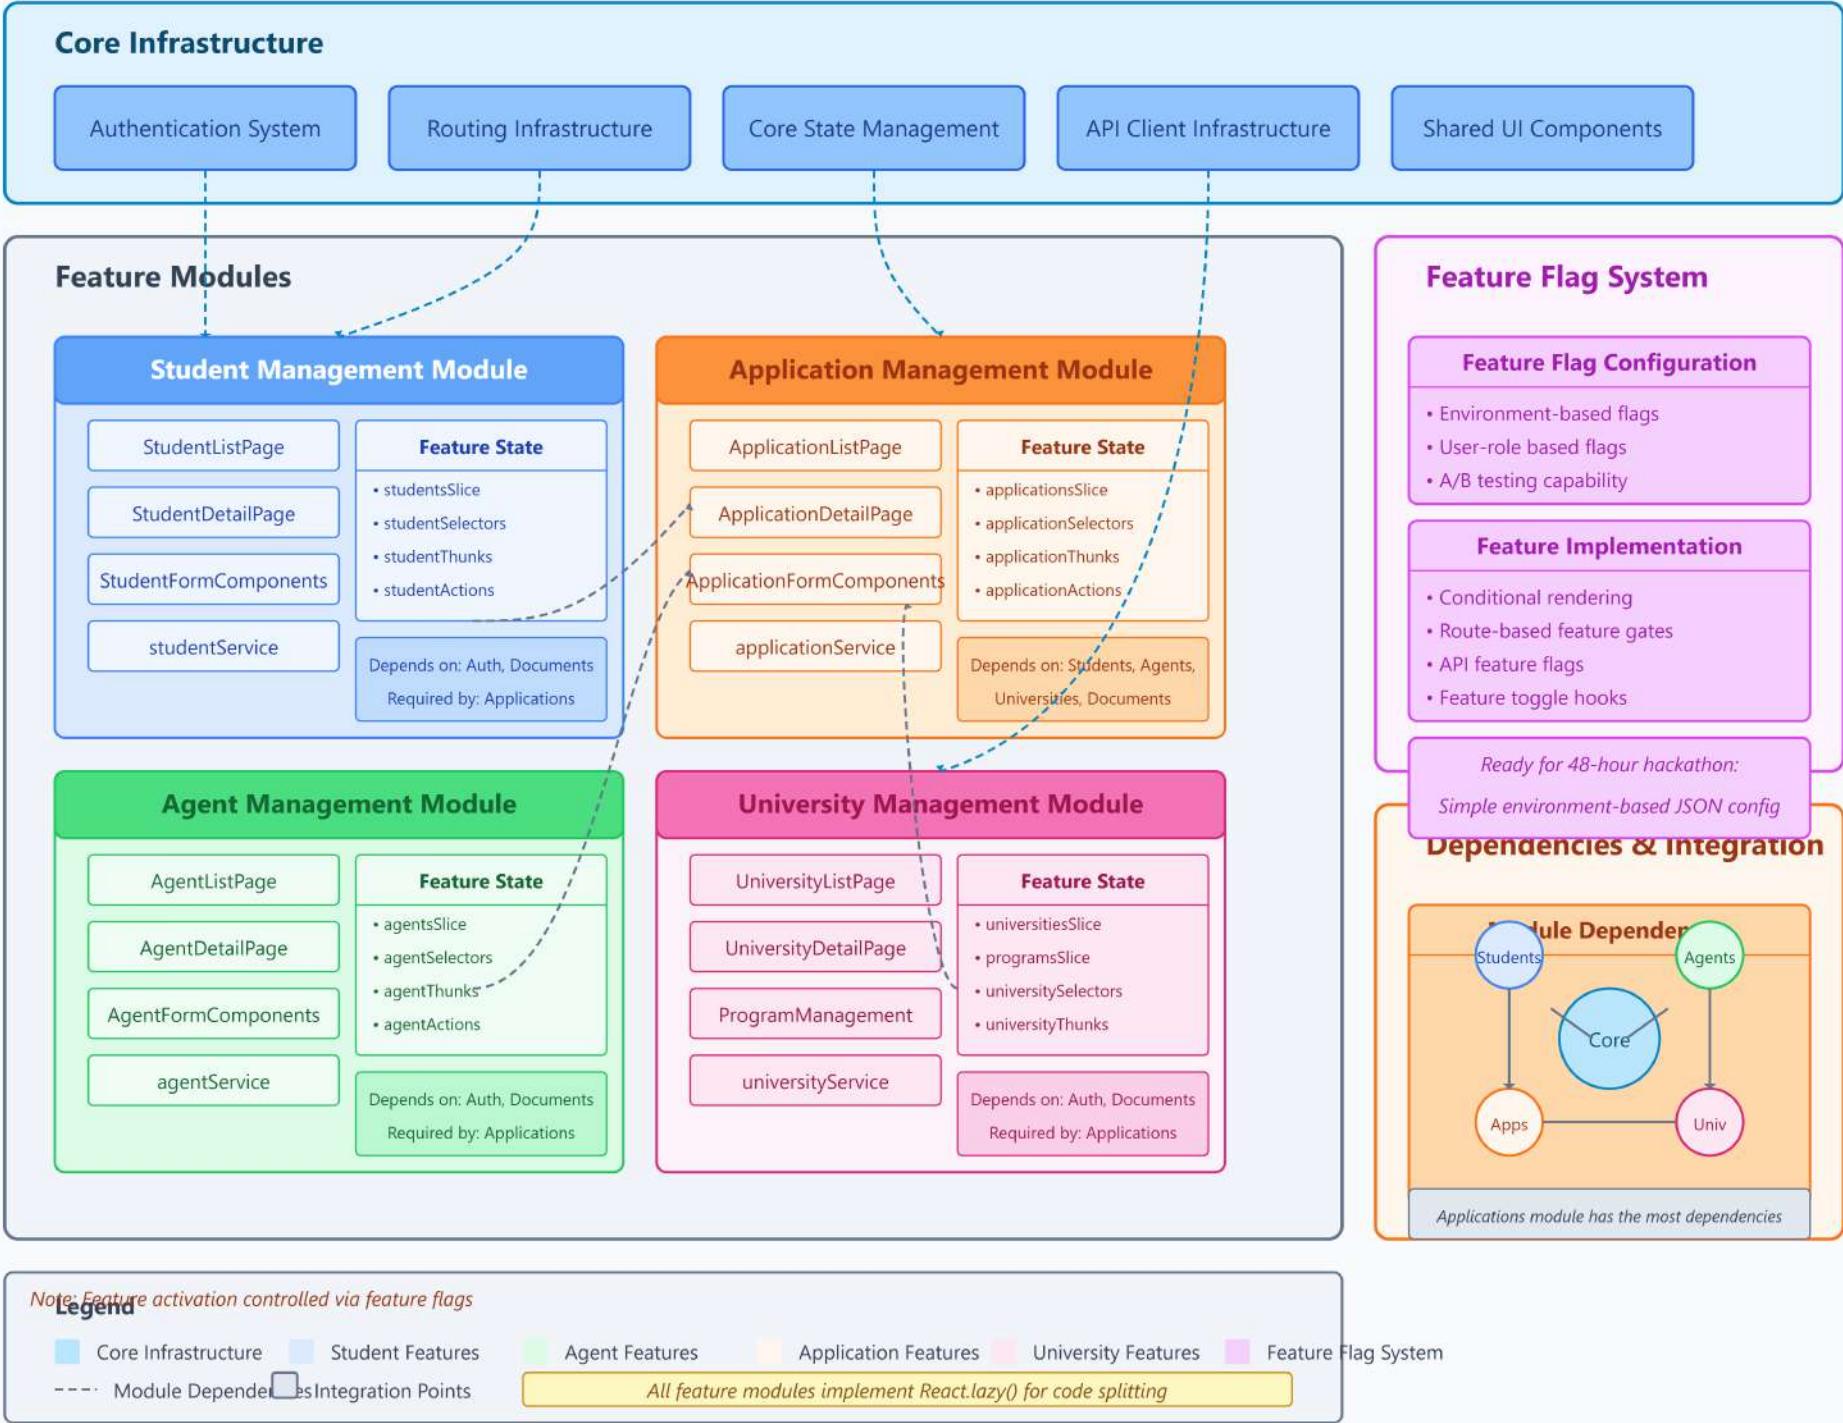 Core Infrastructure
Authentication System
Routing Infrastructure
Core State Management
API Client Infrastructure
Shared UI Components
Feature Modules
Student Management Module
StudentListPage
StudentDetailPage
StudentFormComponents
studentService
Feature State
• studentsSlice
• studentSelectors
• studentThunks
• studentActions
Depends on: Auth, Documents
Required by: Applications
Application Management Module
ApplicationListPage
ApplicationDetailPage
ApplicationFormComponents
applicationService
Feature State
• applicationsSlice
• applicationSelectors
• applicationThunks
• applicationActions
Depends on: Students, Agents,
Universities, Documents
Agent Management Module
AgentListPage
AgentDetailPage
AgentFormComponents
agentService
Feature State
• agentsSlice
• agentSelectors
• agentThunks
• agentActions
Depends on: Auth, Documents
Required by: Applications
University Management Module
UniversityListPage
UniversityDetailPage
ProgramManagement
universityService
Feature State
• universitiesSlice
• programsSlice
• universitySelectors
• universityThunks
Depends on: Auth, Documents
Required by: Applications
Feature Flag System
Feature Flag Configuration
• Environment-based flags
• User-role based flags
• A/B testing capability
Feature Implementation
• Conditional rendering
• Route-based feature gates
• API feature flags
• Feature toggle hooks
Ready for 48-hour hackathon:
Simple environment-based JSON config
Dependencies & Integration
Students
Agents
Core
Apps
Univ
Applications module has the most dependencies
Note: Feature activation controlled via feature flags
Legend
Core Infrastructure
Student Features
Agent Features
Application Features
University Features
Feature Flag System
Module Dependencies
Integration Points
All feature modules implement React.lazy() for code splitting